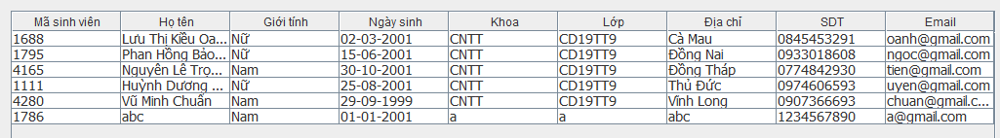 Mã sinh viên Họ tên Giới tính Ngày sinh Khoa Lớp Địa chỉ SDT Email
1688 Lưu Thị Kiều Oa... Nữ 02-03-2001 CNTT CD19TT9 Cà Mau 0845453291 oanh@gmail.com
1795 Phan Hồng Bảo... Nữ 15-06-2001 CNTT CD19TT9 Đồng Nai 0933018608 ngoc@gmail.com
4165 Nguyên Lê Trọ... Nam 30-10-2001 CNTT CD19TT9 Đồng Tháp 0774842930 tien@gmail.com
1111 Huỳnh Dương ... Nữ 25-08-2001 CNTT CD19TT9 Thủ Đức 0974606593 uyen@gmail.com
4280 Vũ Minh Chuẩn Nam 29-09-1999 CNTT CD19TT9 Vĩnh Long 0907366693 chuan@gmail.c...
1786 abc Nam 01-01-2001 a a abc 1234567890 a@gmail.com